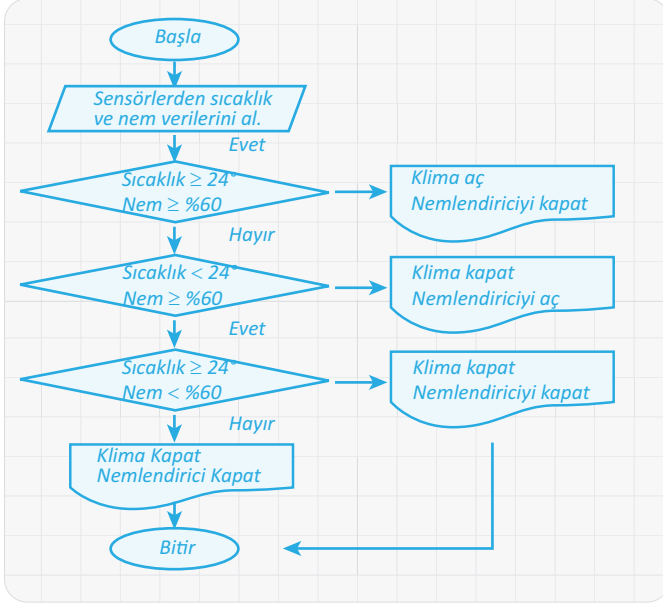 Başla
Sensörlerden sıcaklık
ve nem verilerini al.
Evet
Sıcaklık ≥ 24°
Nem ≥ %60
Klima aç
Nemlendiriciyi kapat
Hayır
Sıcaklık < 24°
Nem ≥ %60
Klima kapat
Nemlendiriciyi aç
Evet
Sıcaklık ≥ 24°
Nem < %60
Klima kapat
Nemlendiriciyi kapat
Hayır
Klima Kapat
Nemlendirici Kapat
Bitir